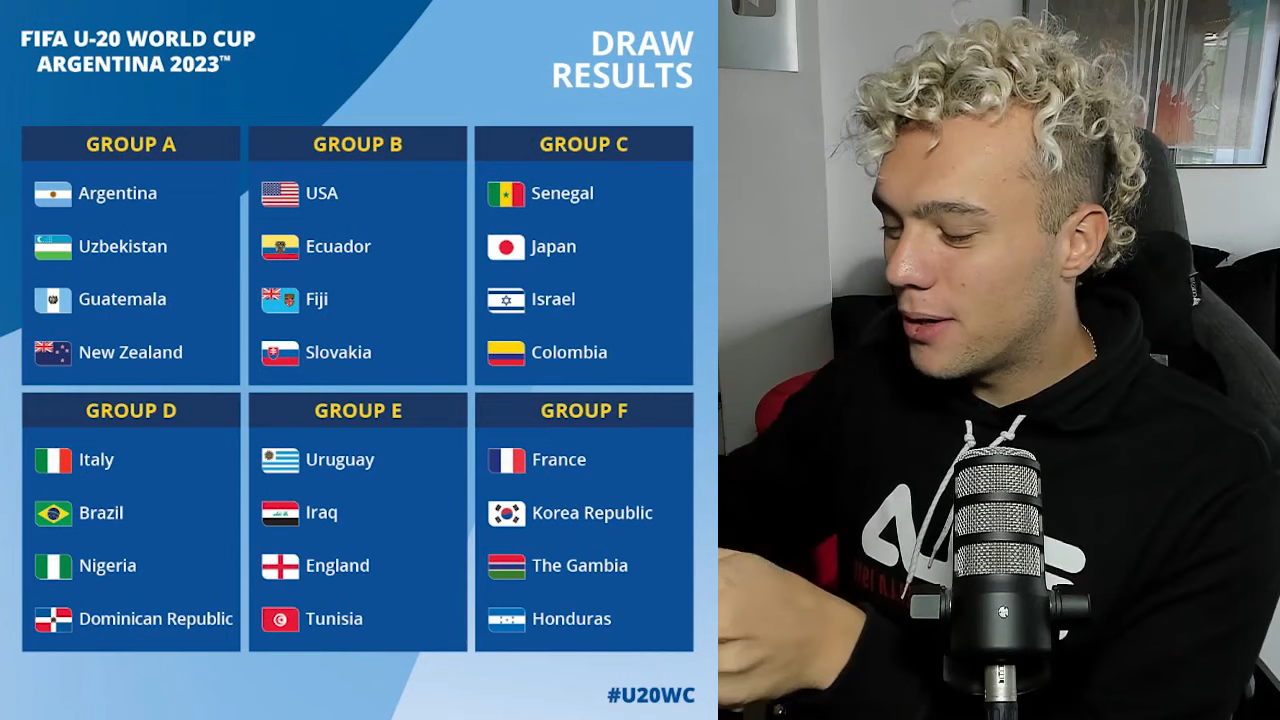 FIFA U-20 WORLD CUP
ARGENTINA 2023™
DRAW
RESULTS
GROUP A
Argentina
Uzbekistan
Guatemala
New Zealand
GROUP B
USA
Ecuador
Fiji
Slovakia
GROUP C
Senegal
Japan
Israel
Colombia
GROUP D
Italy
Brazil
Nigeria
Dominican Republic
GROUP E
Uruguay
Iraq
England
Tunisia
GROUP F
France
Korea Republic
The Gambia
Honduras
#U20WC